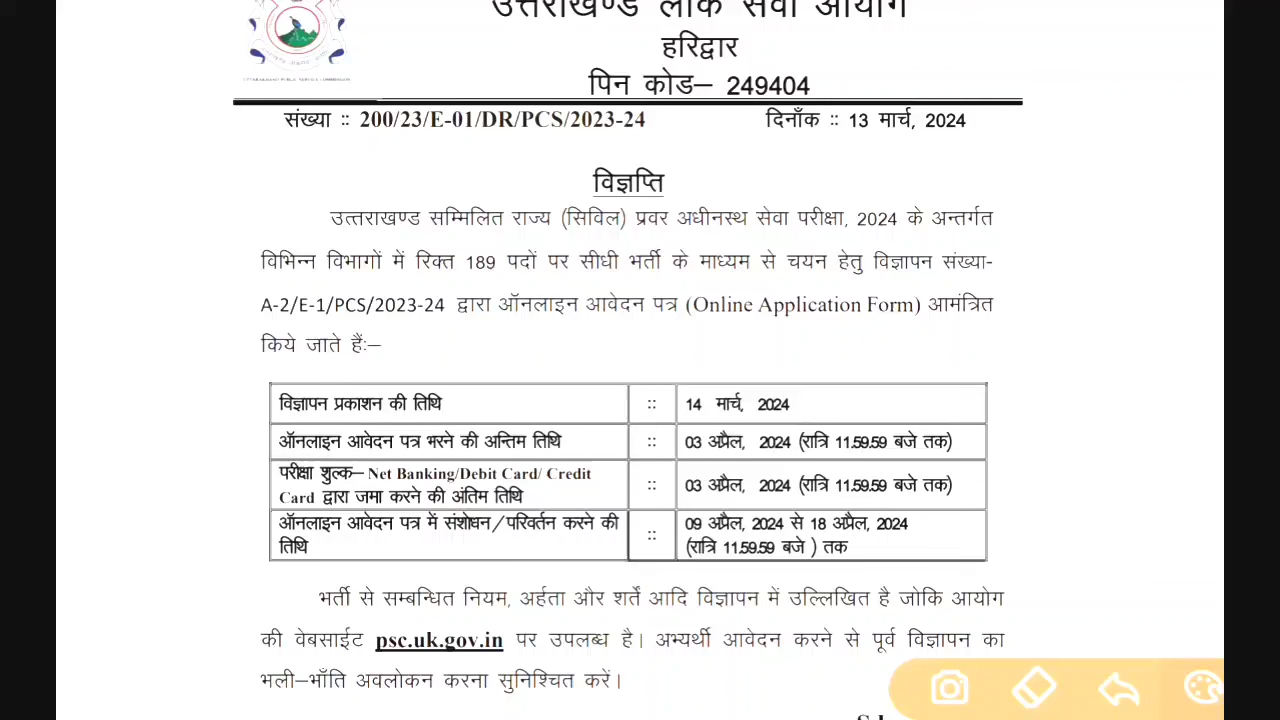 उत्तराखण्ड लोक सेवा आयोग
हरिद्वार
पिन कोड– 249404
संख्या :: 200/23/E-01/DR/PCS/2023-24 दिनाँक :: 13 मार्च, 2024
विज्ञप्ति
उत्तराखण्ड सम्मिलित राज्य (सिविल) प्रवर अधीनस्थ सेवा परीक्षा, 2024 के अन्तर्गत
विभिन्न विभागों में रिक्त 189 पदों पर सीधी भर्ती के माध्यम से चयन हेतु विज्ञापन संख्या-
A-2/E-1/PCS/2023-24 द्वारा ऑनलाइन आवेदन पत्र (Online Application Form) आमंत्रित
किये जाते हैं:–
विज्ञापन प्रकाशन की तिथि :: 14 मार्च, 2024
ऑनलाइन आवेदन पत्र भरने की अन्तिम तिथि :: 03 अप्रैल, 2024 (रात्रि 11.59.59 बजे तक)
परीक्षा शुल्क– Net Banking/Debit Card/ Credit
Card द्वारा जमा करने की अंतिम तिथि :: 03 अप्रैल, 2024 (रात्रि 11.59.59 बजे तक)
ऑनलाइन आवेदन पत्र में संशोधन/परिवर्तन करने की
तिथि :: 09 अप्रैल, 2024 से 18 अप्रैल, 2024
(रात्रि 11.59.59 बजे ) तक
भर्ती से सम्बन्धित नियम, अर्हता और शर्तें आदि विज्ञापन में उल्लिखित है जोकि आयोग
की वेबसाईट psc.uk.gov.in पर उपलब्ध है। अभ्यर्थी आवेदन करने से पूर्व विज्ञापन का
भली–भाँति अवलोकन करना सुनिश्चित करें।